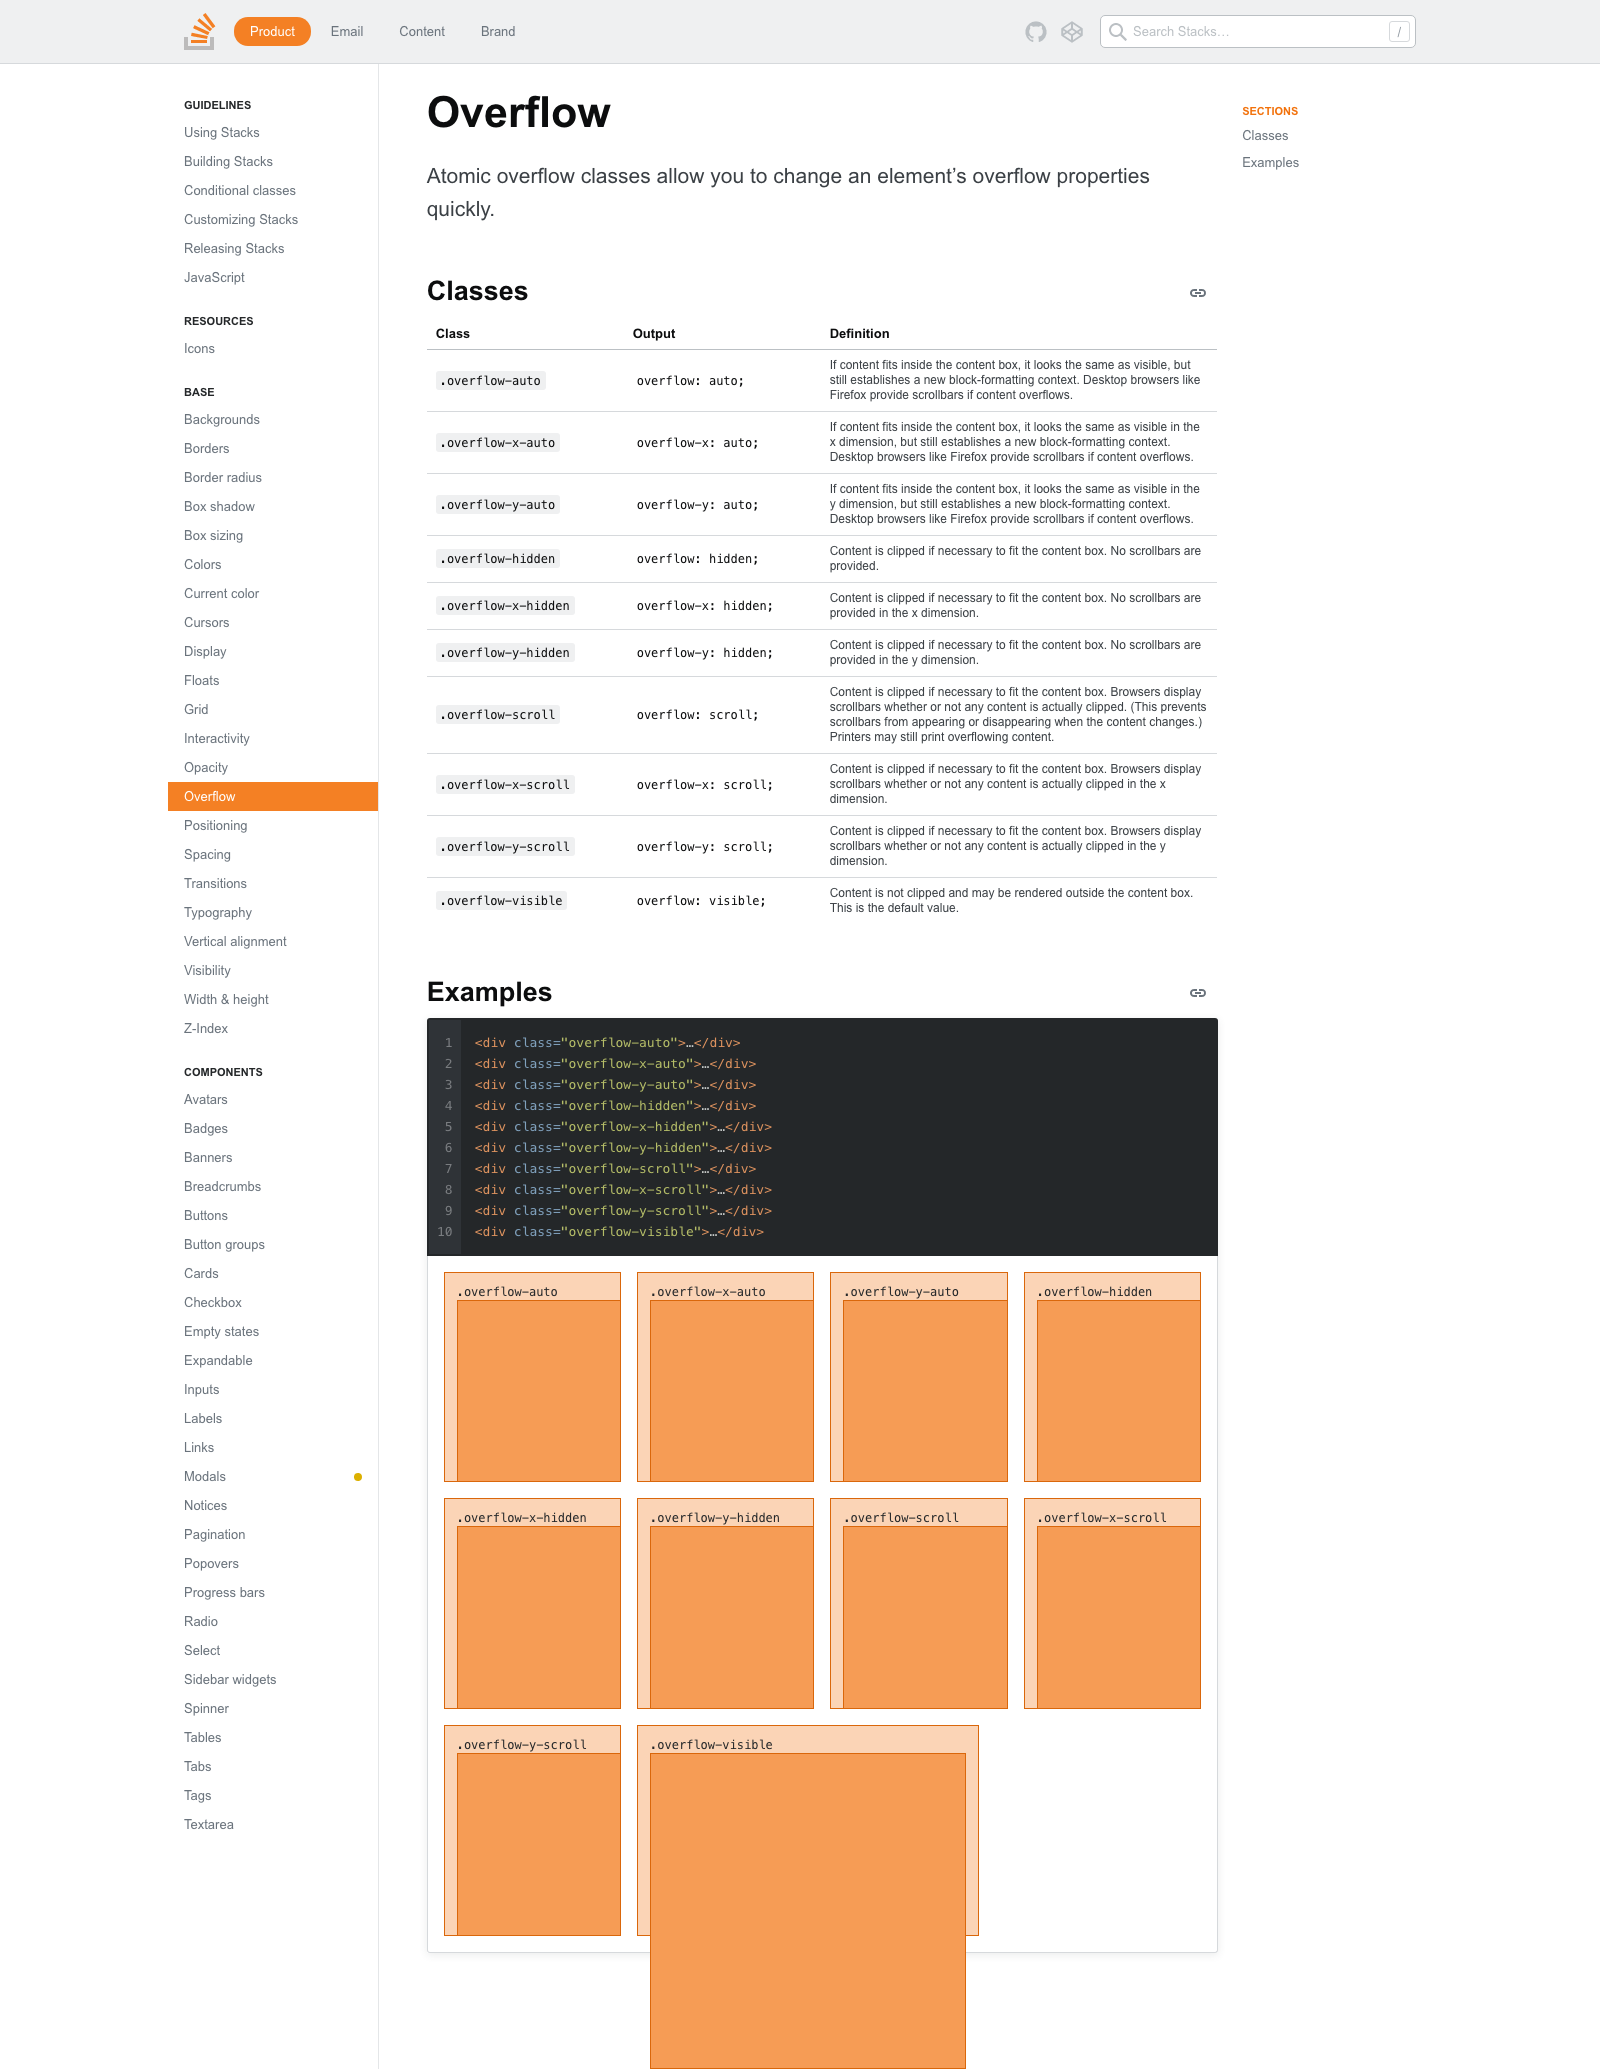 Product
Email
Content
Brand
Search Stacks…
/
GUIDELINES
Using Stacks
Building Stacks
Conditional classes
Customizing Stacks
Releasing Stacks
JavaScript
RESOURCES
Icons
BASE
Backgrounds
Borders
Border radius
Box shadow
Box sizing
Colors
Current color
Cursors
Display
Floats
Grid
Interactivity
Opacity
Overflow
Positioning
Spacing
Transitions
Typography
Vertical alignment
Visibility
Width & height
Z-Index
COMPONENTS
Avatars
Badges
Banners
Breadcrumbs
Buttons
Button groups
Cards
Checkbox
Empty states
Expandable
Inputs
Labels
Links
Modals
Notices
Pagination
Popovers
Progress bars
Radio
Select
Sidebar widgets
Spinner
Tables
Tabs
Tags
Textarea
Overflow
Atomic overflow classes allow you to change an element’s overflow properties
quickly.
Classes
Class Output Definition
.overflow-auto
overflow: auto;
If content fits inside the content box, it looks the same as visible, but
still establishes a new block-formatting context. Desktop browsers like
Firefox provide scrollbars if content overflows.
.overflow-x-auto
overflow-x: auto;
If content fits inside the content box, it looks the same as visible in the
x dimension, but still establishes a new block-formatting context.
Desktop browsers like Firefox provide scrollbars if content overflows.
.overflow-y-auto
overflow-y: auto;
If content fits inside the content box, it looks the same as visible in the
y dimension, but still establishes a new block-formatting context.
Desktop browsers like Firefox provide scrollbars if content overflows.
.overflow-hidden
overflow: hidden;
Content is clipped if necessary to fit the content box. No scrollbars are
provided.
.overflow-x-hidden
overflow-x: hidden;
Content is clipped if necessary to fit the content box. No scrollbars are
provided in the x dimension.
.overflow-y-hidden
overflow-y: hidden;
Content is clipped if necessary to fit the content box. No scrollbars are
provided in the y dimension.
.overflow-scroll
overflow: scroll;
Content is clipped if necessary to fit the content box. Browsers display
scrollbars whether or not any content is actually clipped. (This prevents
scrollbars from appearing or disappearing when the content changes.)
Printers may still print overflowing content.
.overflow-x-scroll
overflow-x: scroll;
Content is clipped if necessary to fit the content box. Browsers display
scrollbars whether or not any content is actually clipped in the x
dimension.
.overflow-y-scroll
overflow-y: scroll;
Content is clipped if necessary to fit the content box. Browsers display
scrollbars whether or not any content is actually clipped in the y
dimension.
.overflow-visible
overflow: visible;
Content is not clipped and may be rendered outside the content box.
This is the default value.
Examples
1 <div class="overflow-auto">…</div>
2 <div class="overflow-x-auto">…</div>
3 <div class="overflow-y-auto">…</div>
4 <div class="overflow-hidden">…</div>
5 <div class="overflow-x-hidden">…</div>
6 <div class="overflow-y-hidden">…</div>
7 <div class="overflow-scroll">…</div>
8 <div class="overflow-x-scroll">…</div>
9 <div class="overflow-y-scroll">…</div>
10 <div class="overflow-visible">…</div>
.overflow-auto
.overflow-x-auto
.overflow-y-auto
.overflow-hidden
.overflow-x-hidden
.overflow-y-hidden
.overflow-scroll
.overflow-x-scroll
.overflow-y-scroll
.overflow-visible
SECTIONS
Classes
Examples